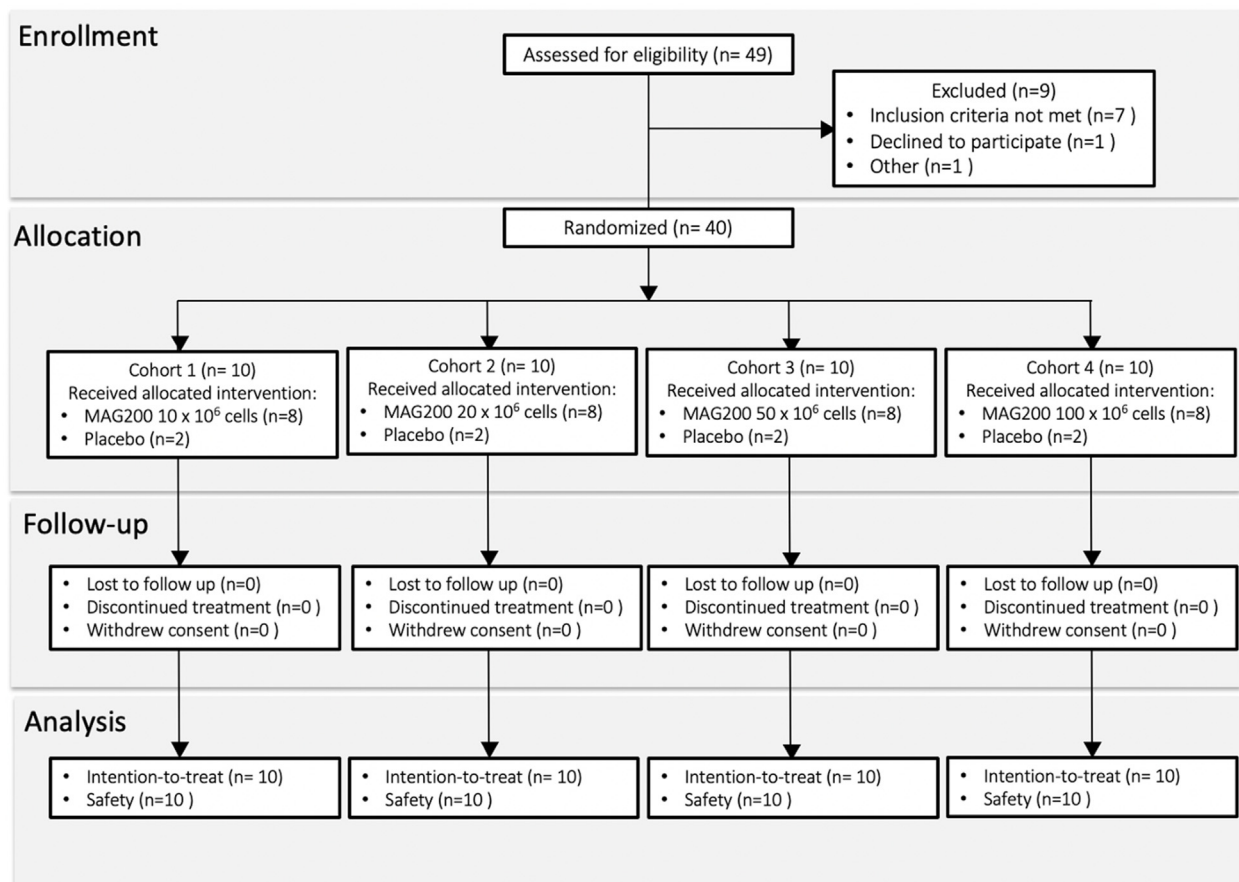 Enrollment
Assessed for eligibility (n= 49)
Excluded (n=9)
• Inclusion criteria not met (n=7 )
• Declined to participate (n=1 )
• Other (n=1 )
Allocation
Randomized (n= 40)
Cohort 1 (n= 10)
Received allocated intervention:
• MAG200 10 x 10⁶ cells (n=8)
• Placebo (n=2)
Cohort 2 (n= 10)
Received allocated intervention:
• MAG200 20 x 10⁶ cells (n=8)
• Placebo (n=2)
Cohort 3 (n= 10)
Received allocated intervention:
• MAG200 50 x 10⁶ cells (n=8)
• Placebo (n=2)
Cohort 4 (n= 10)
Received allocated intervention:
• MAG200 100 x 10⁶ cells (n=8)
• Placebo (n=2)
Follow-up
• Lost to follow up (n=0)
• Discontinued treatment (n=0 )
• Withdrew consent (n=0 )
• Lost to follow up (n=0)
• Discontinued treatment (n=0 )
• Withdrew consent (n=0 )
• Lost to follow up (n=0)
• Discontinued treatment (n=0 )
• Withdrew consent (n=0 )
• Lost to follow up (n=0)
• Discontinued treatment (n=0 )
• Withdrew consent (n=0 )
Analysis
• Intention-to-treat (n= 10)
• Safety (n=10 )
• Intention-to-treat (n= 10)
• Safety (n=10 )
• Intention-to-treat (n= 10)
• Safety (n=10 )
• Intention-to-treat (n= 10)
• Safety (n=10 )